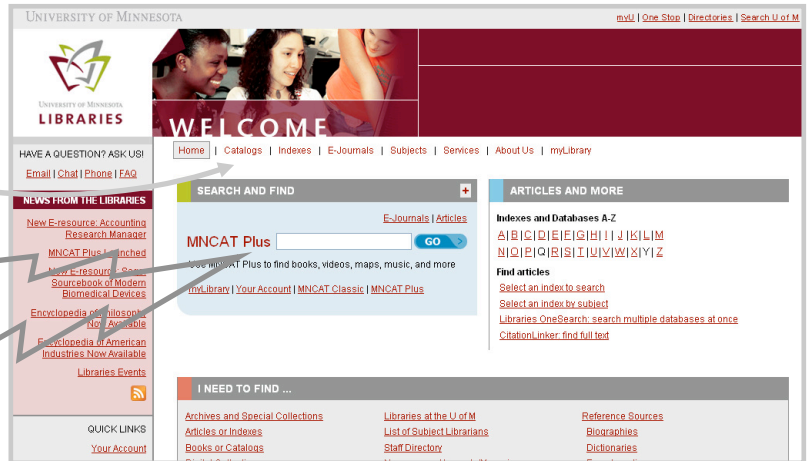 UNIVERSITY OF MINNESOTA
myU | One Stop | Directories | Search U of M
UNIVERSITY OF MINNESOTA
LIBRARIES
WELCOME
Home | Catalogs | Indexes | E-Journals | Subjects | Services | About Us | myLibrary
HAVE A QUESTION? ASK US!
Email | Chat | Phone | FAQ
NEWS FROM THE LIBRARIES
New E-resource: Accounting
Research Manager
MNCAT Plus Launched
New E-resource:
Sourcebook of Modern
Biomedical Devices
Encyclopedia of Philosophy
Now Available
Encyclopedia of American
Industries Now Available
Libraries Events
QUICK LINKS
Your Account
SEARCH AND FIND +
E-Journals | Articles
MNCAT Plus GO
Use MNCAT Plus to find books, videos, maps, music, and more
myLibrary | Your Account | MNCAT Classic | MNCAT Plus
ARTICLES AND MORE
Indexes and Databases A-Z
A|B|C|D|E|F|G|H|I|J|K|L|M
N|O|P|Q|R|S|T|U|V|W|X|Y|Z
Find articles
Select an index to search
Select an index by subject
Libraries OneSearch: search multiple databases at once
CitationLinker: find full text
I NEED TO FIND ...
Archives and Special Collections
Articles or Indexes
Books or Catalogs
Libraries at the U of M
List of Subject Librarians
Staff Directory
Reference Sources
Biographies
Dictionaries